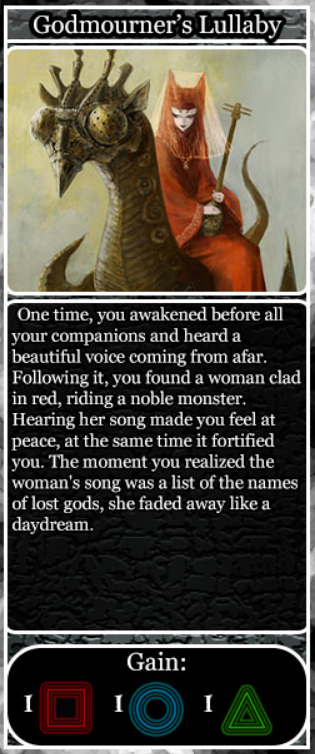 Godmourner's Lullaby
One time, you awakened before all
your companions and heard a
beautiful voice coming from afar.
Following it, you found a woman clad
in red, riding a noble monster.
Hearing her song made you feel at
peace, at the same time it fortified
you. The moment you realized the
woman's song was a list of the names
of lost gods, she faded away like a
daydream.
Gain:
I I I